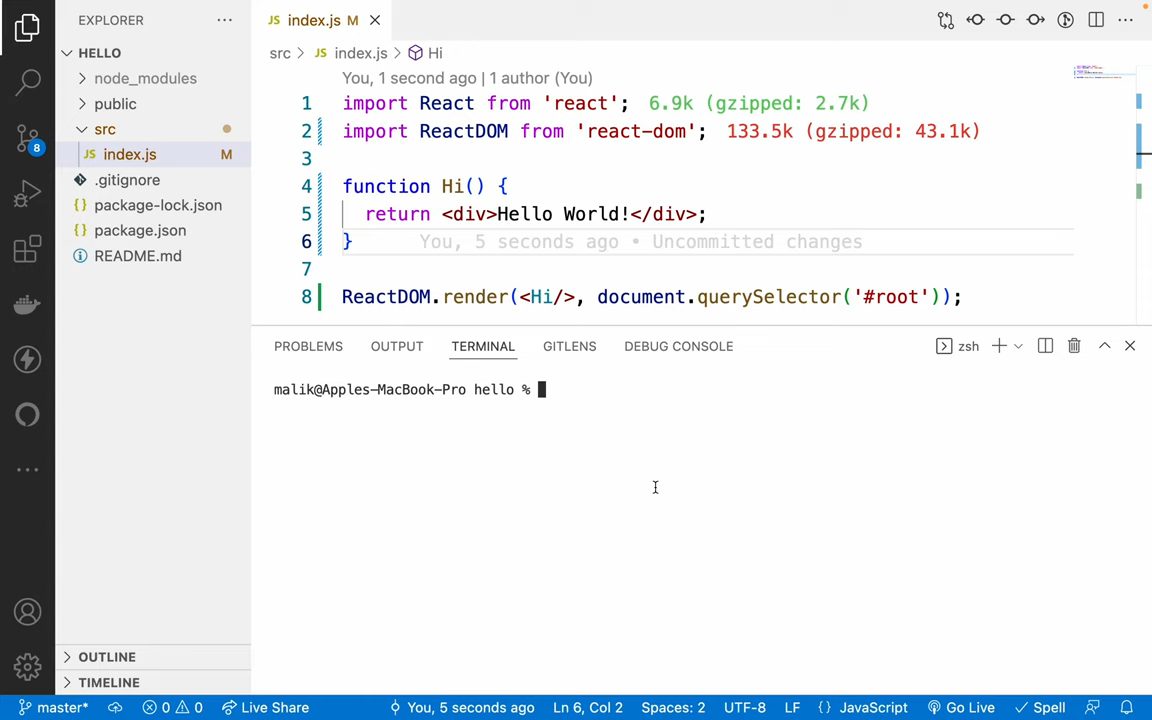 EXPLORER
HELLO
node_modules
public
src
JS index.js M
.gitignore
{} package-lock.json
{} package.json
README.md
OUTLINE
TIMELINE
8
JS index.js M
src > JS index.js > Hi
You, 1 second ago | 1 author (You)
1 import React from 'react'; 6.9k (gzipped: 2.7k)
2 import ReactDOM from 'react-dom'; 133.5k (gzipped: 43.1k)
3
4 function Hi() {
5 return <div>Hello World!</div>;
6 } You, 5 seconds ago • Uncommitted changes
7
8 ReactDOM.render(<Hi/>, document.querySelector('#root'));
PROBLEMS OUTPUT TERMINAL GITLENS DEBUG CONSOLE zsh
malik@Apples-MacBook-Pro hello %
master* 0 0 Live Share You, 5 seconds ago Ln 6, Col 2 Spaces: 2 UTF-8 LF {} JavaScript Go Live Spell